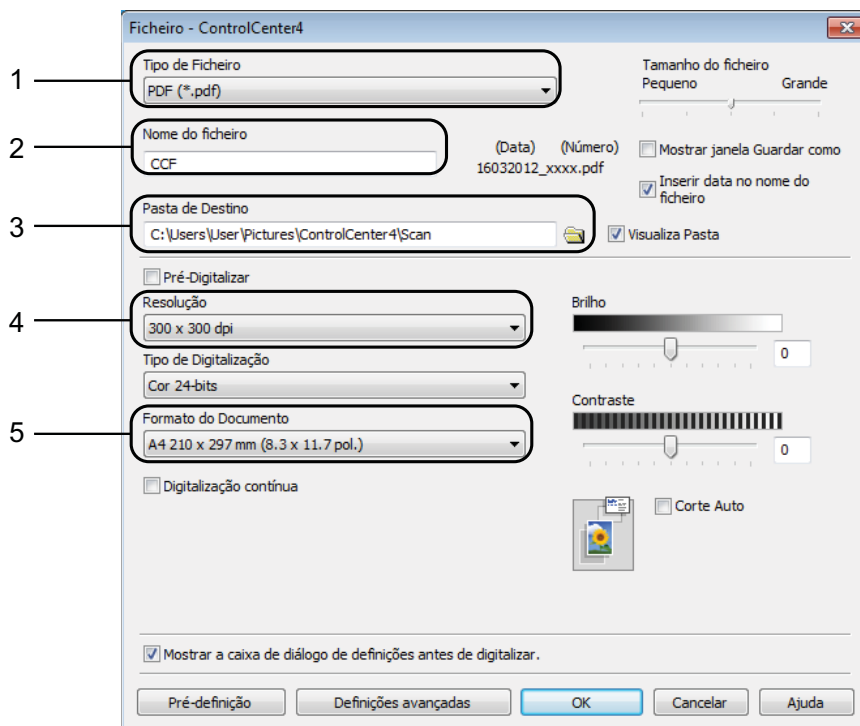 Ficheiro - ControlCenter4
1
Tipo de Ficheiro
PDF (*.pdf)
Tamanho do ficheiro
Pequeno Grande
2
Nome do ficheiro
CCF
(Data) (Número)
16032012_xxxx.pdf
Mostrar janela Guardar como
Inserir data no nome do
ficheiro
3
Pasta de Destino
C:\Users\User\Pictures\ControlCenter4\Scan
Visualiza Pasta
Pré-Digitalizar
4
Resolução
300 x 300 dpi
Brilho
0
Tipo de Digitalização
Cor 24-bits
5
Formato do Documento
A4 210 x 297 mm (8.3 x 11.7 pol.)
Contraste
0
Digitalização contínua
Corte Auto
Mostrar a caixa de diálogo de definições antes de digitalizar.
Pré-definição Definições avançadas OK Cancelar Ajuda